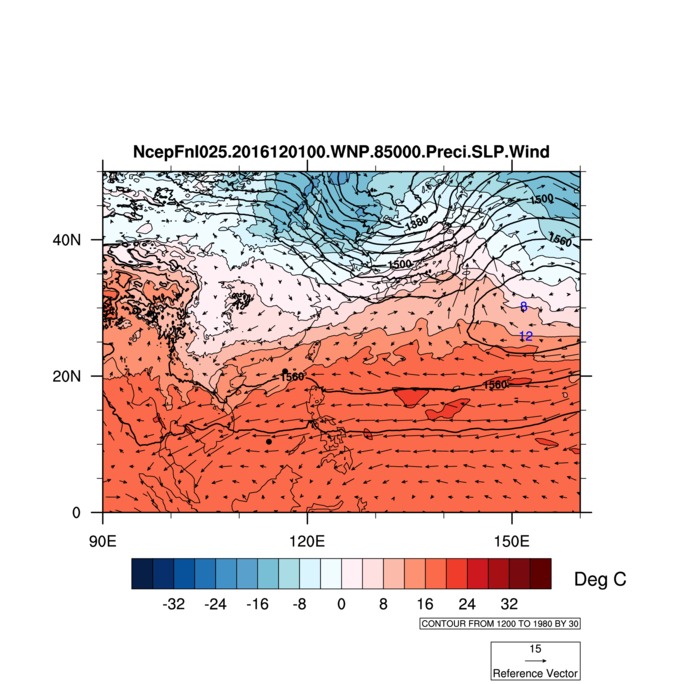 NcepFnl025.2016120100.WNP.85000.Preci.SLP.Wind
1500
1380
40N
1560
1500
8
12
20N
1560
1560
0
90E 120E 150E
-32 -24 -16 -8 0 8 16 24 32
Deg C
CONTOUR FROM 1200 TO 1980 BY 30
15
Reference Vector